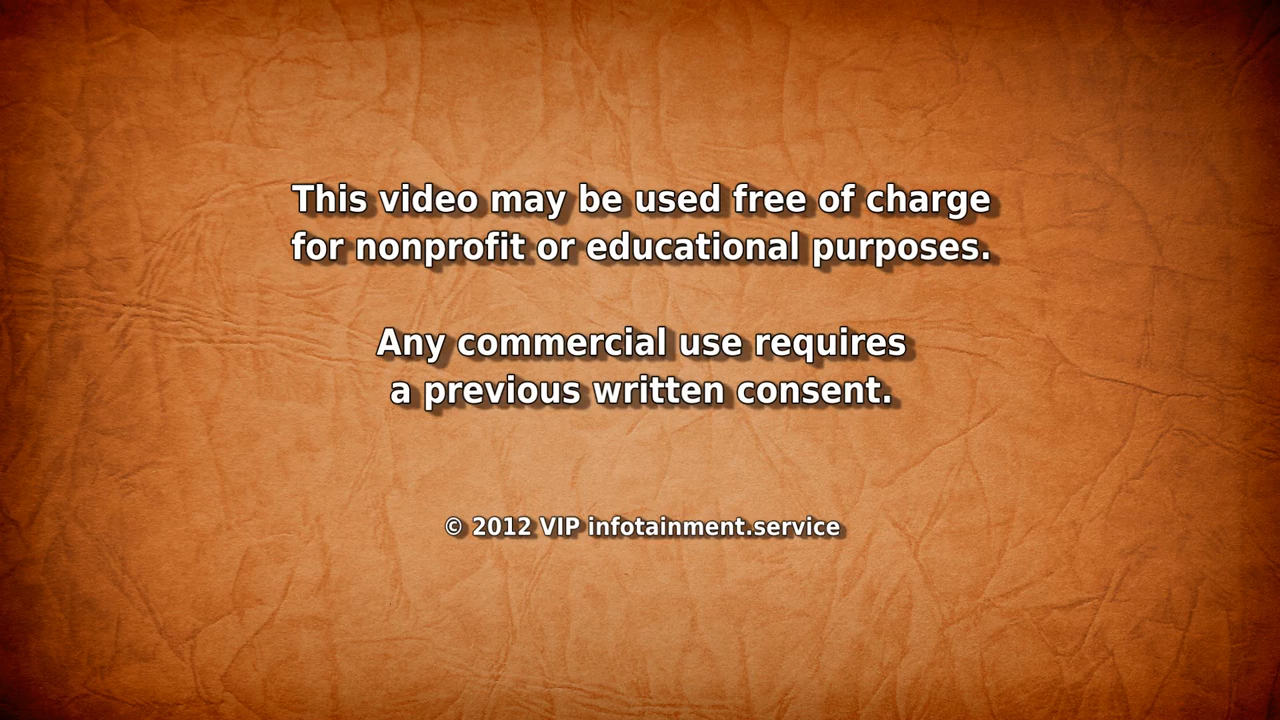 This video may be used free of charge
for nonprofit or educational purposes.
Any commercial use requires
a previous written consent.
© 2012 VIP infotainment.service